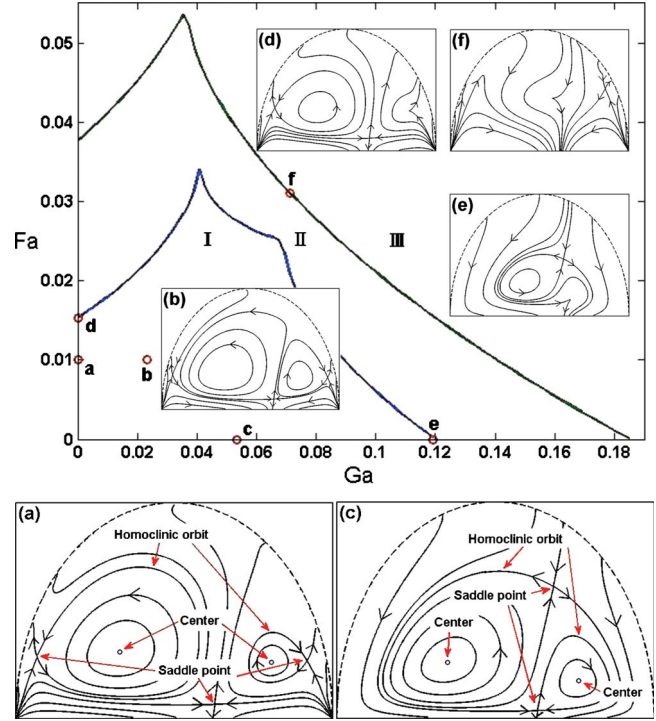 0.05
0.04
0.03
0.02
0.01
0
Fa
0
0.02
0.04
0.06
0.08
0.1
0.12
0.14
0.16
0.18
Ga
I
II
III
d
a
b
c
e
f
(d)
(f)
(e)
(b)
(a)
Homoclinic orbit
Center
Saddle point
(c)
Homoclinic orbit
Saddle point
Center
Center